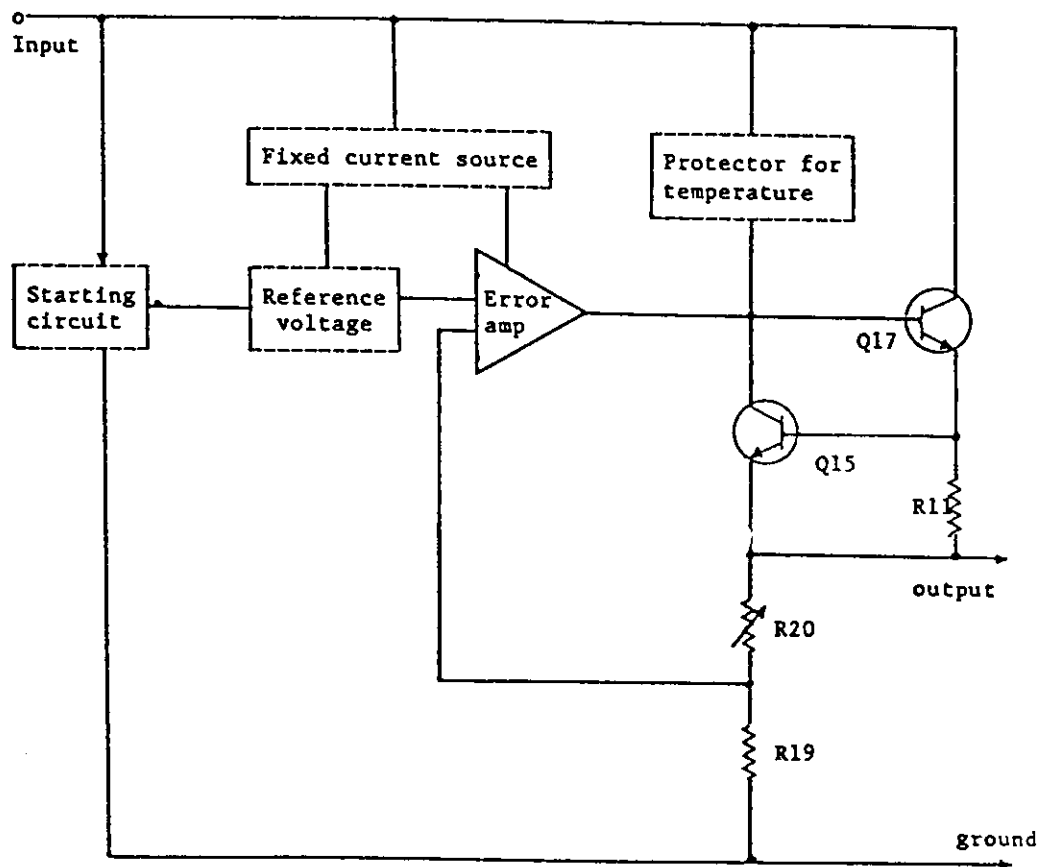 Input
Fixed current source
Protector for
temperature
Starting
circuit
Reference
voltage
Error
amp
Q17
Q15
R11
output
R20
R19
ground